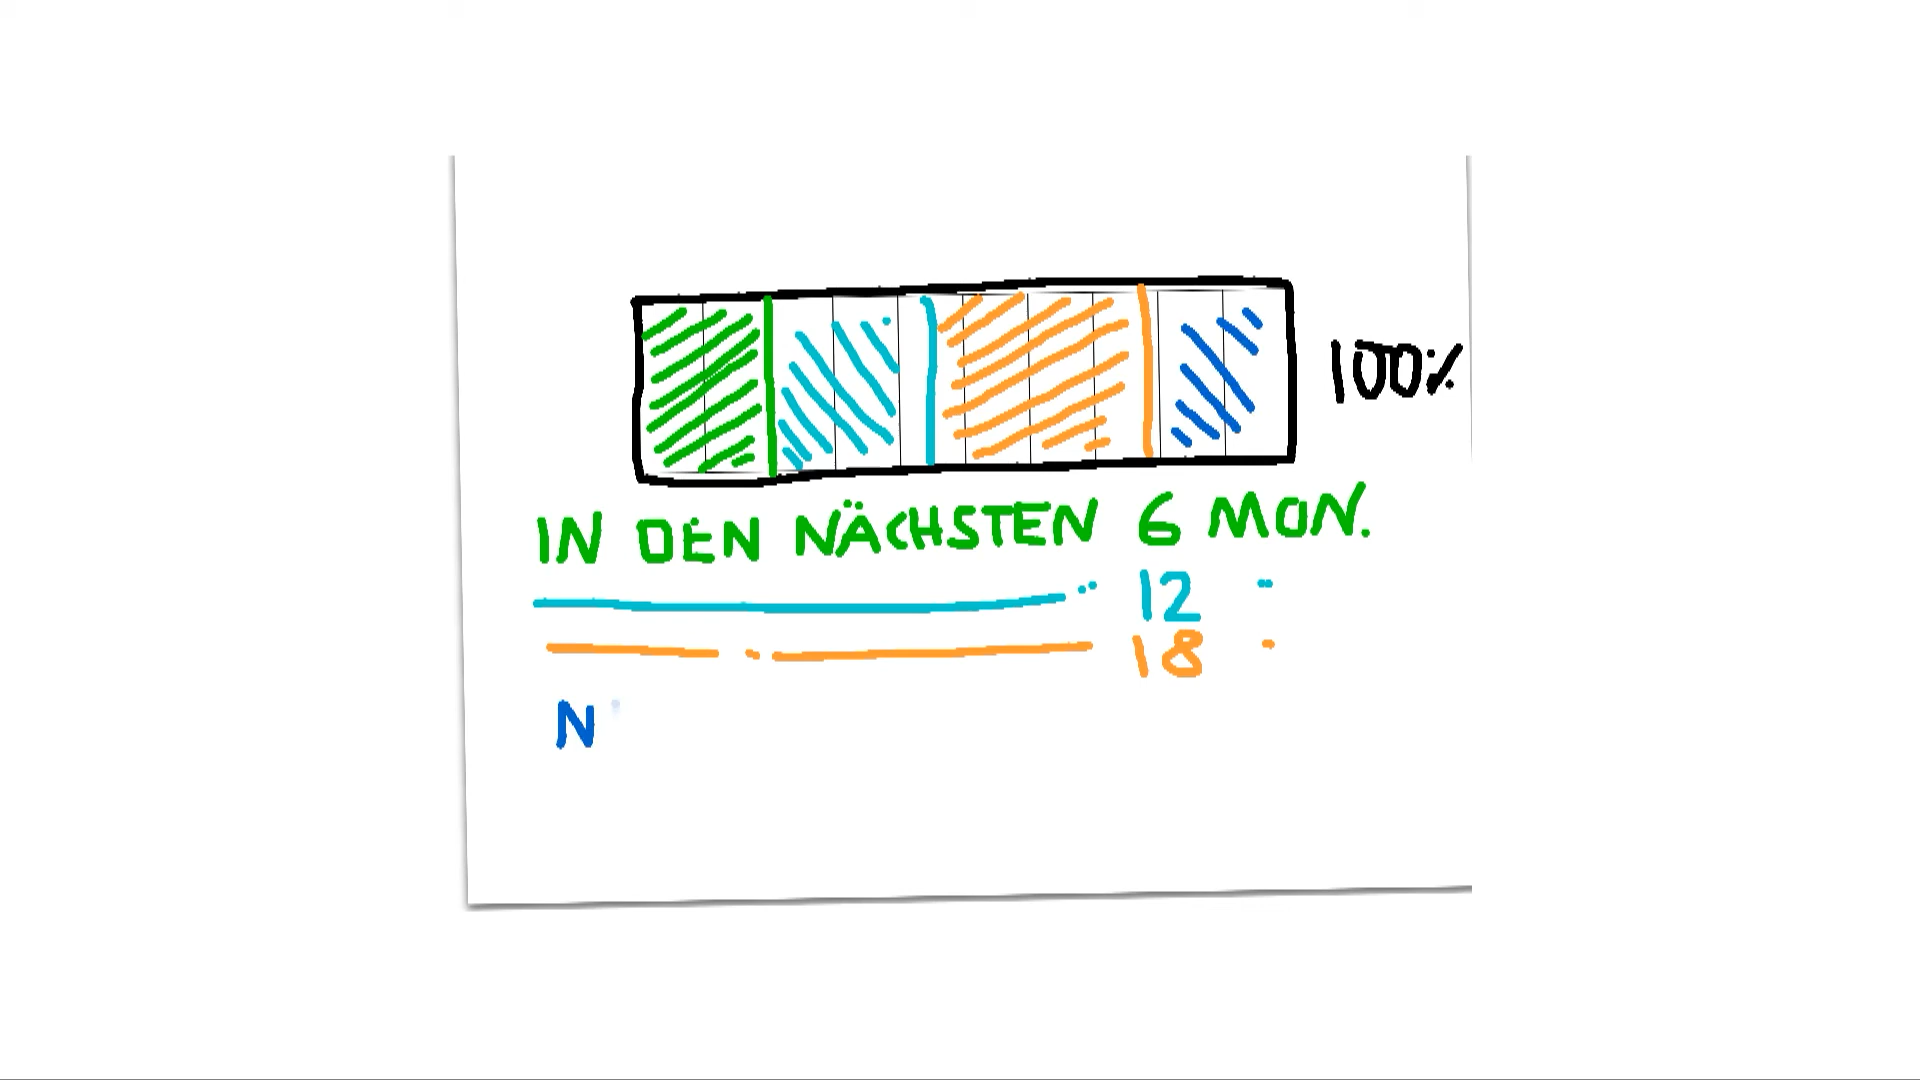 100%
IN DEN NÄCHSTEN 6 MON.
12 "
18 "
N